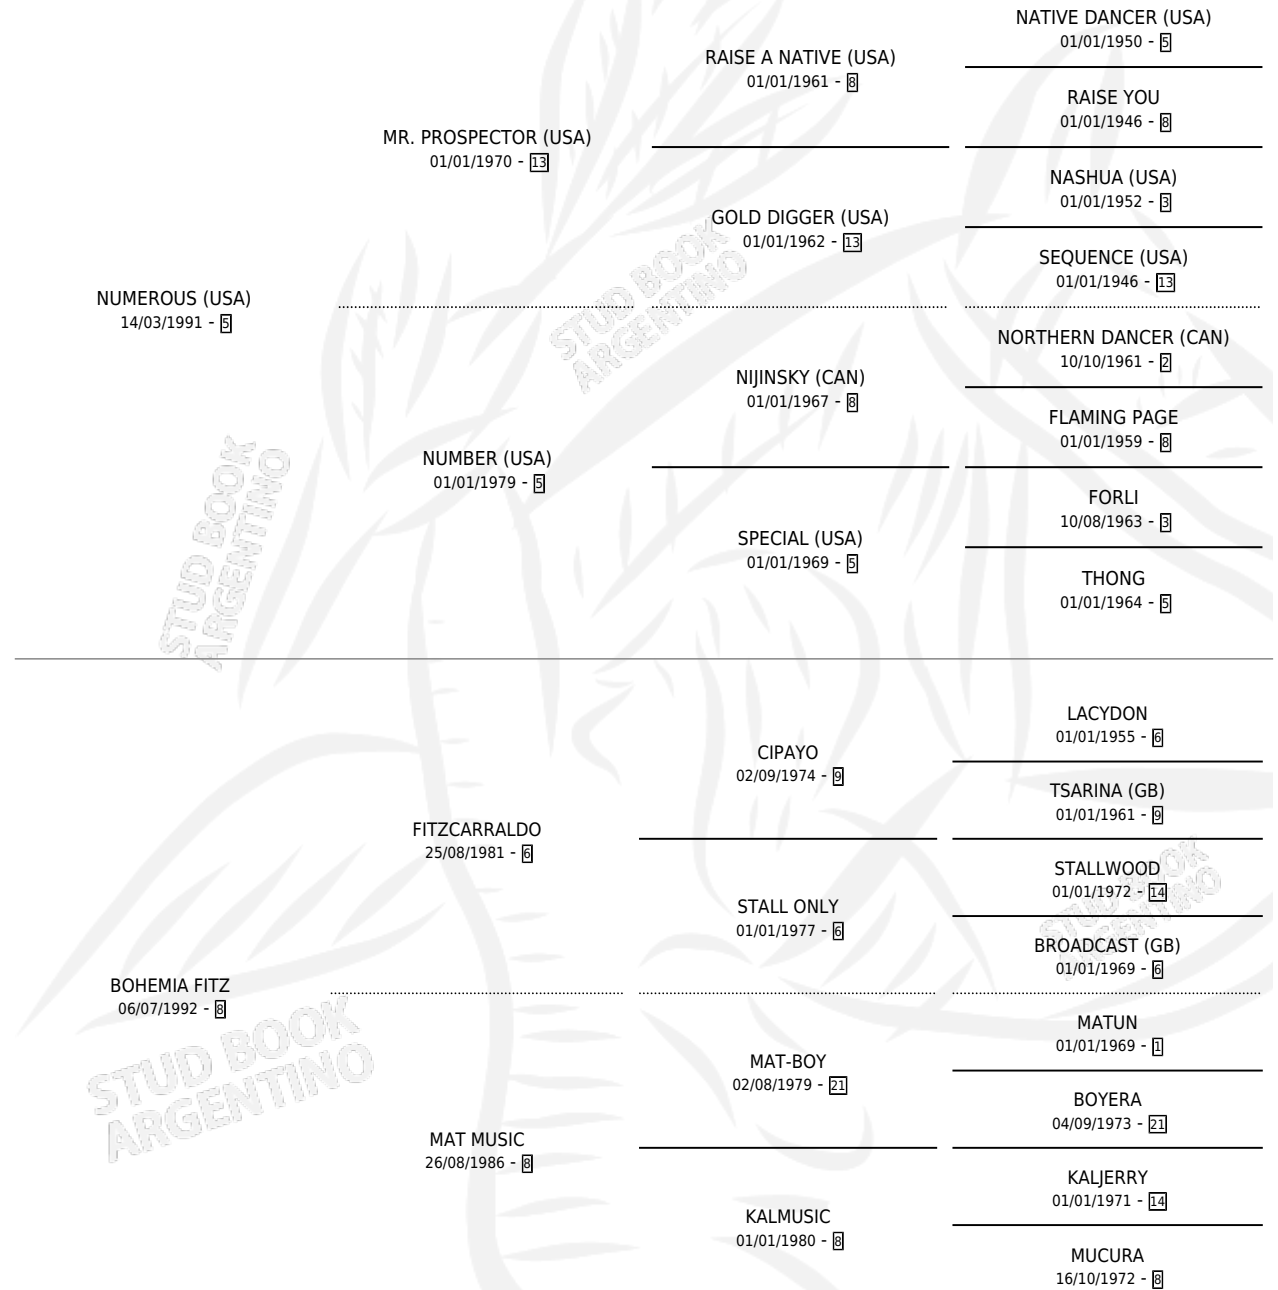 NATIVE DANCER (USA)
01/01/1950 - 5
RAISE A NATIVE (USA)
01/01/1961 - 8
RAISE YOU
01/01/1946 - 8
MR. PROSPECTOR (USA)
01/01/1970 - 13
NASHUA (USA)
01/01/1952 - 3
GOLD DIGGER (USA)
01/01/1962 - 13
SEQUENCE (USA)
01/01/1946 - 13
NUMEROUS (USA)
14/03/1991 - 5
STUD BOOK
ARGENTINO
NORTHERN DANCER (CAN)
10/10/1961 - 2
NIJINSKY (CAN)
01/01/1967 - 8
FLAMING PAGE
01/01/1959 - 8
NUMBER (USA)
01/01/1979 - 5
FORLI
10/08/1963 - 3
SPECIAL (USA)
01/01/1969 - 5
THONG
01/01/1964 - 5
STUD BOOK
ARGENTINO
LACYDON
01/01/1955 - 6
CIPAYO
02/09/1974 - 9
TSARINA (GB)
01/01/1961 - 9
FITZCARRALDO
25/08/1981 - 6
STALLWOOD
01/01/1972 - 14
STALL ONLY
01/01/1977 - 6
BROADCAST (GB)
01/01/1969 - 6
STUD BOOK
ARGENTINO
BOHEMIA FITZ
06/07/1992 - 8
MATUN
01/01/1969 - 1
MAT-BOY
02/08/1979 - 21
BOYERA
04/09/1973 - 21
STUD BOOK
ARGENTINO
MAT MUSIC
26/08/1986 - 8
KALJERRY
01/01/1971 - 14
KALMUSIC
01/01/1980 - 8
MUCURA
16/10/1972 - 8